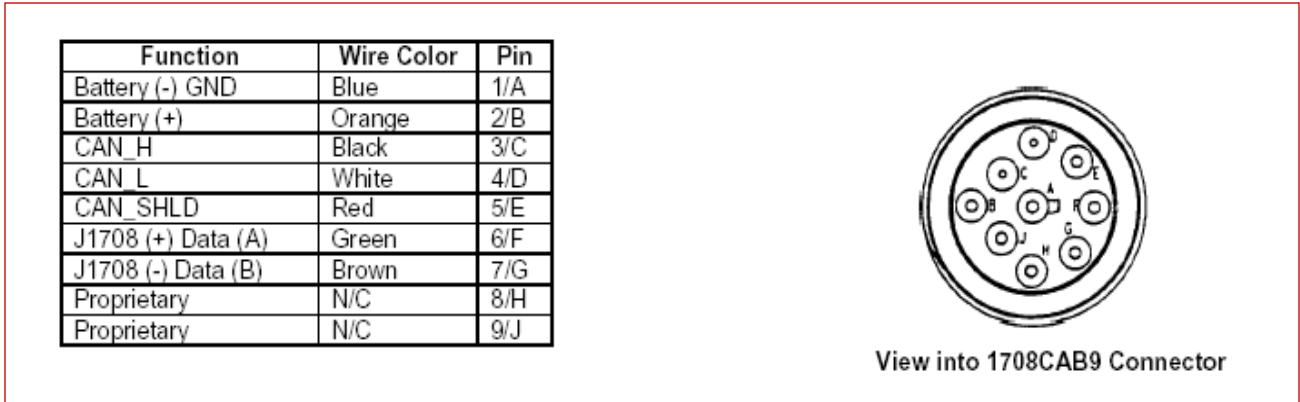 Function Wire Color Pin
Battery (-) GND Blue 1/A
Battery (+) Orange 2/B
CAN_H Black 3/C
CAN_L White 4/D
CAN_SHLD Red 5/E
J1708 (+) Data (A) Green 6/F
J1708 (-) Data (B) Brown 7/G
Proprietary N/C 8/H
Proprietary N/C 9/J
D
E
C
A
B
F
G
J
H
View into 1708CAB9 Connector